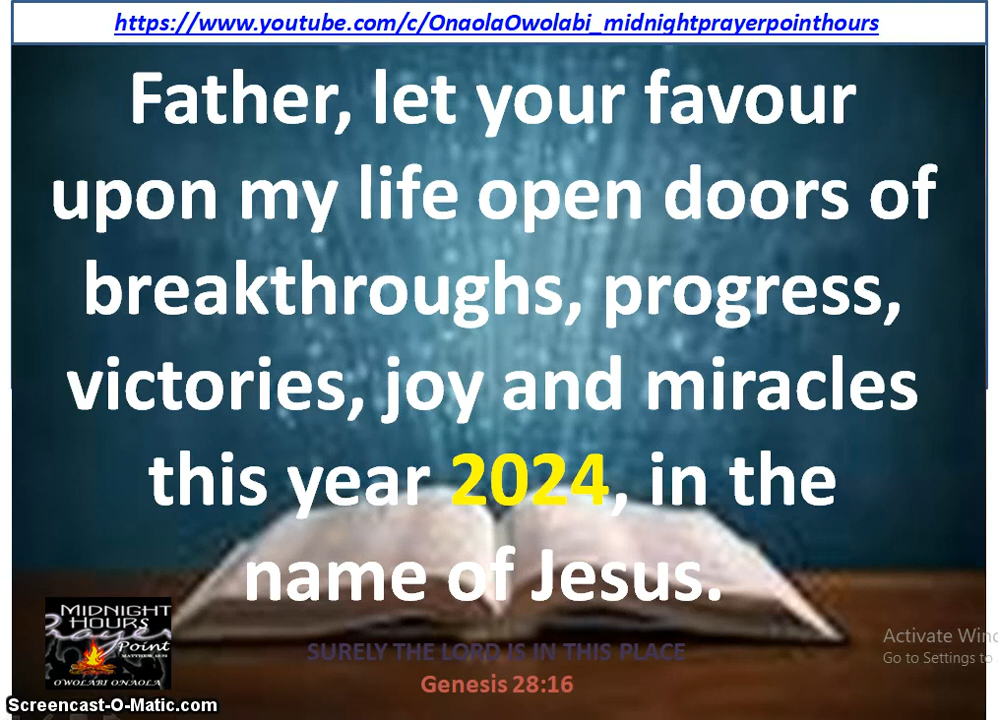 https://www.youtube.com/c/OnaolaOwolabi_midnightprayerpointhours
Father, let your favour
upon my life open doors of
breakthroughs, progress,
victories, joy and miracles
this year 2024, in the
name of Jesus.
MIDNIGHT
HOURS
Prayer
Point
OWOLABI ONAOLA
SURELY THE LORD IS IN THIS PLACE
Genesis 28:16
Activate Win
Go to Settings to
Screencast-O-Matic.com